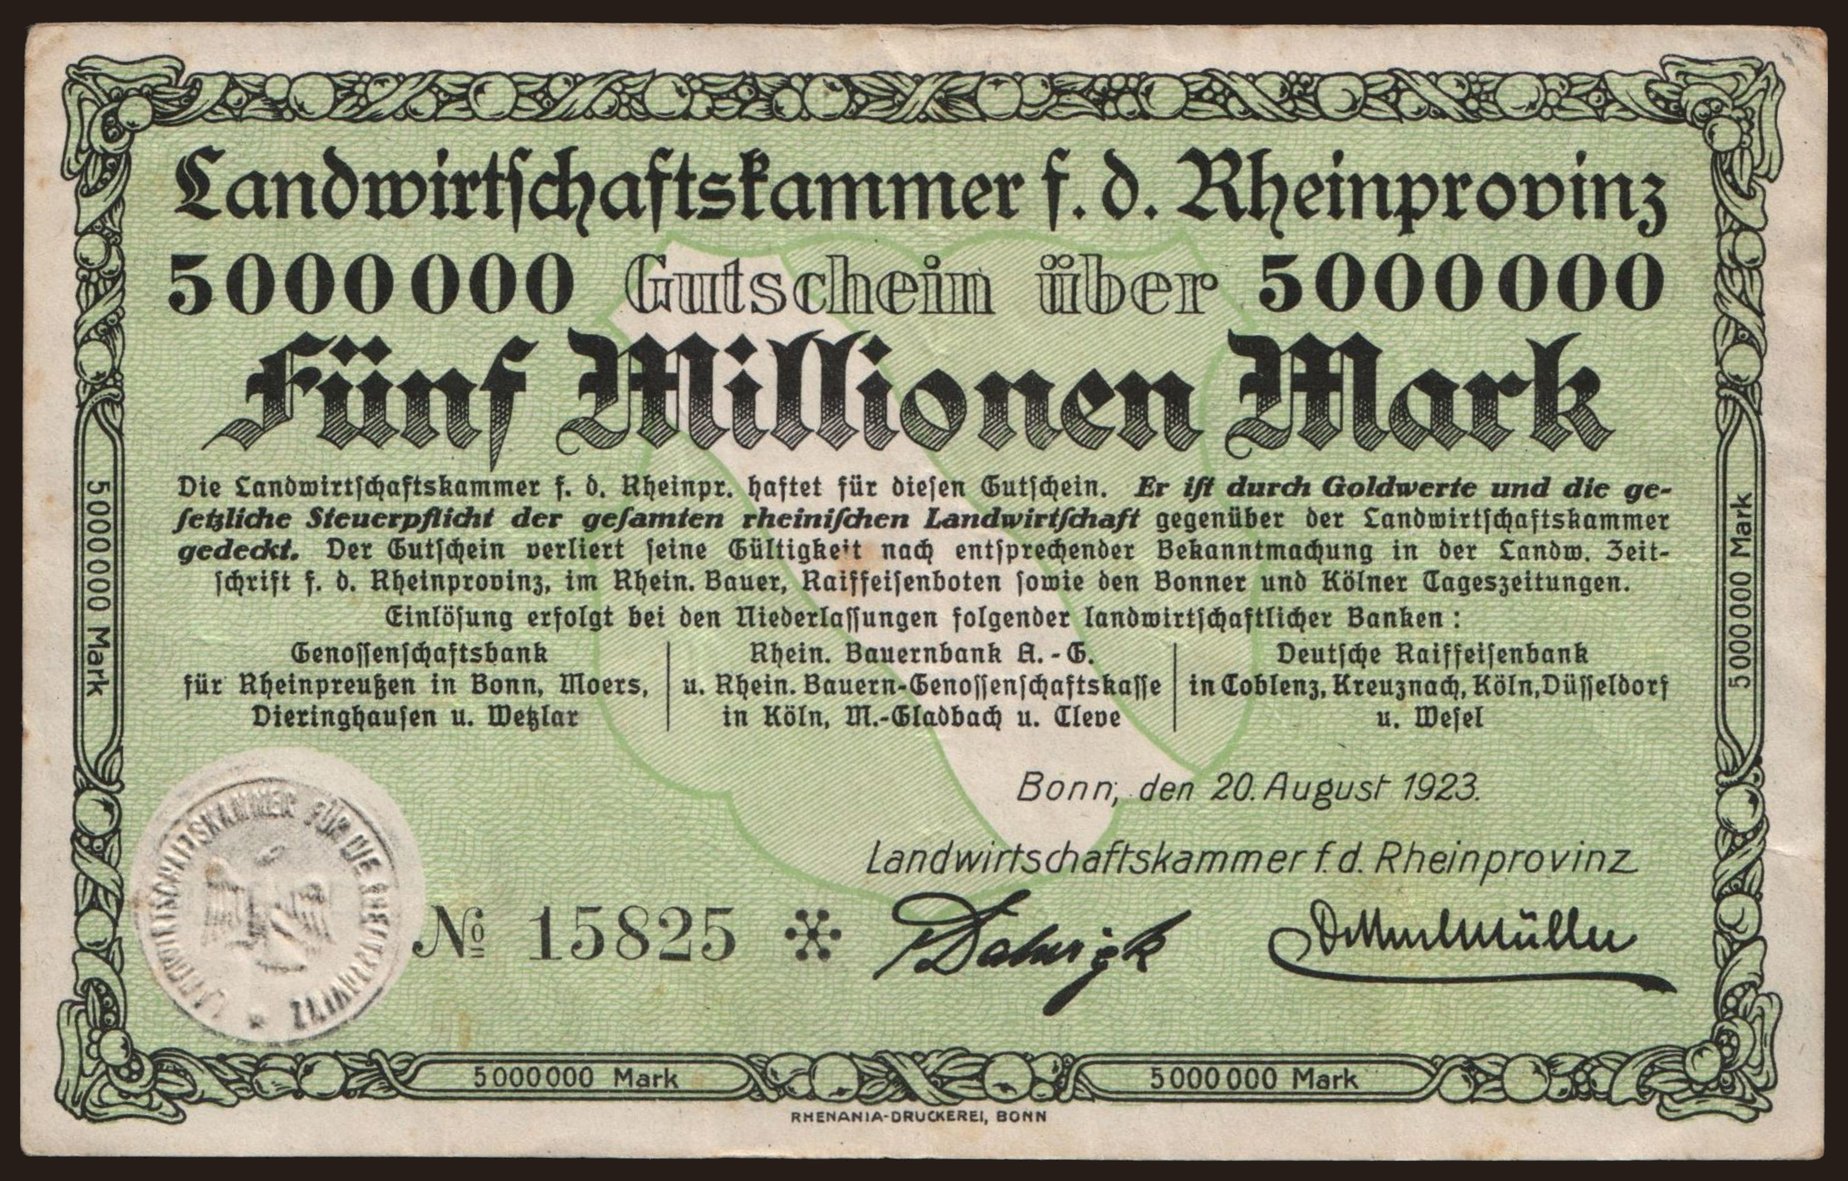 Landwirtschaftskammer f. d. Rheinprovinz
5000000 Gutschein über 5000000
Fünf Millionen Mark
Die Landwirtschaftskammer f. d. Rheinpr. haftet für diesen Gutschein. Er ist durch Goldwerte und die ge-
setzliche Steuerpflicht der gesamten rheinischen Landwirtschaft gegenüber der Landwirtschaftskammer
gedeckt. Der Gutschein verliert seine Gültigkeit nach entsprechender Bekanntmachung in der Landw. Zeit-
schrift f. d. Rheinprovinz, im Rhein. Bauer, Raiffeisenboten sowie den Bonner und Kölner Tageszeitungen.
Einlösung erfolgt bei den Niederlassungen folgender landwirtschaftlicher Banken:
Genossenschaftsbank
für Rheinpreußen in Bonn, Moers,
Dieringhausen u. Wetzlar
Rhein. Bauernbank A.-G.
u. Rhein. Bauern-Genossenschaftskasse
in Köln, M.-Gladbach u. Cleve
Deutsche Raiffeisenbank
in Coblenz, Kreuznach, Köln, Düsseldorf
u. Wesel
Bonn, den 20. August 1923.
Landwirtschaftskammer f. d. Rheinprovinz
LANDWIRTSCHAFTSKAMMER FÜR DIE RHEINPROVINZ *
№ 15825
5000000 Mark
5000000 Mark
5000000 Mark
5000000 Mark
RHENANIA-DRUCKEREI, BONN